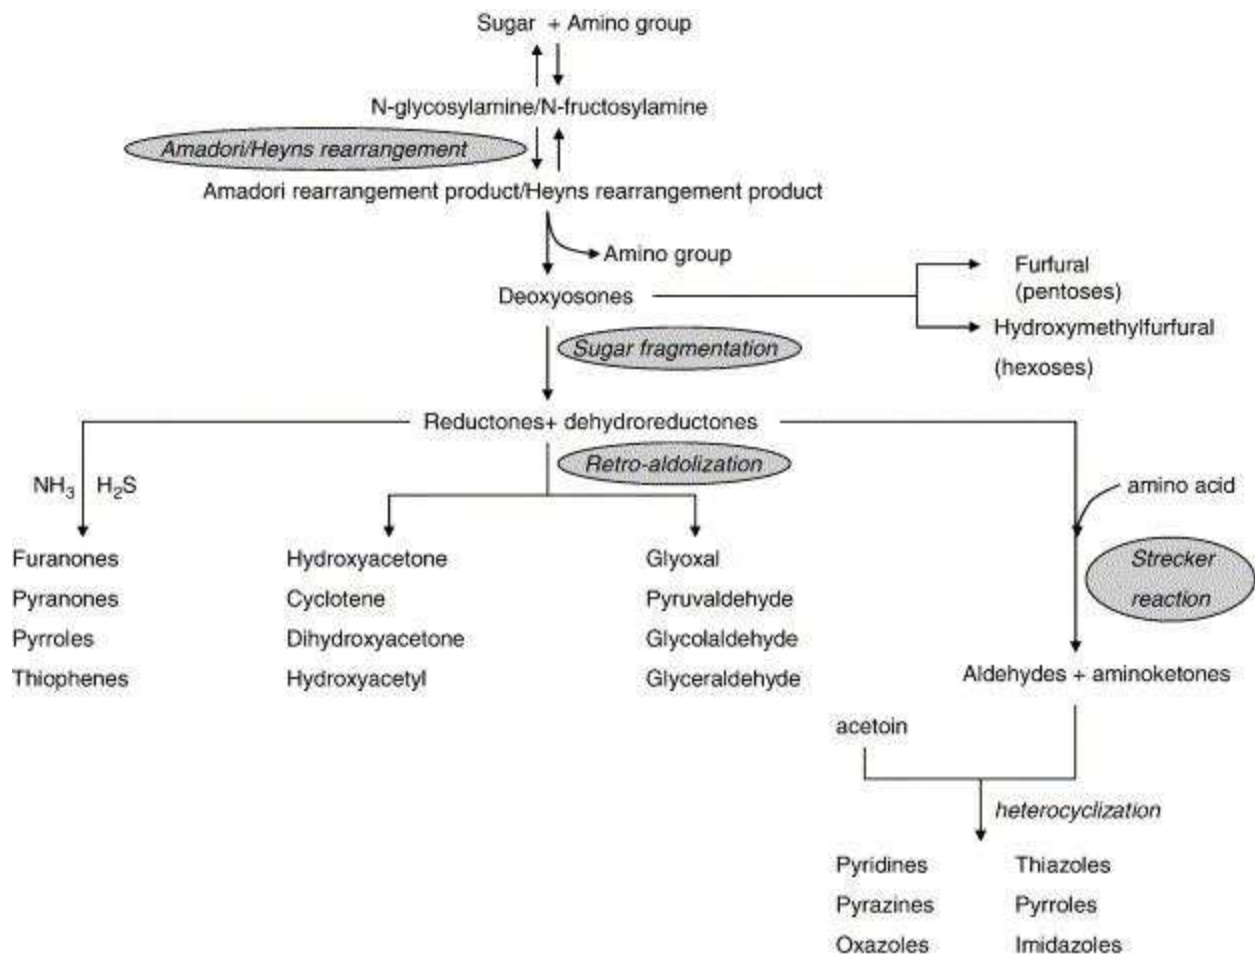 Sugar + Amino group
N-glycosylamine/N-fructosylamine
Amadori/Heyns rearrangement
Amadori rearrangement product/Heyns rearrangement product
Amino group
Deoxyosones
Furfural
(pentoses)
Hydroxymethylfurfural
(hexoses)
Sugar fragmentation
Reductones+ dehydroreductones
Retro-aldolization
NH3 H2S
amino acid
Furanones
Pyranones
Pyrroles
Thiophenes
Hydroxyacetone
Cyclotene
Dihydroxyacetone
Hydroxyacetyl
Glyoxal
Pyruvaldehyde
Glycolaldehyde
Glyceraldehyde
Strecker
reaction
Aldehydes + aminoketones
acetoin
heterocyclization
Pyridines
Pyrazines
Oxazoles
Thiazoles
Pyrroles
Imidazoles